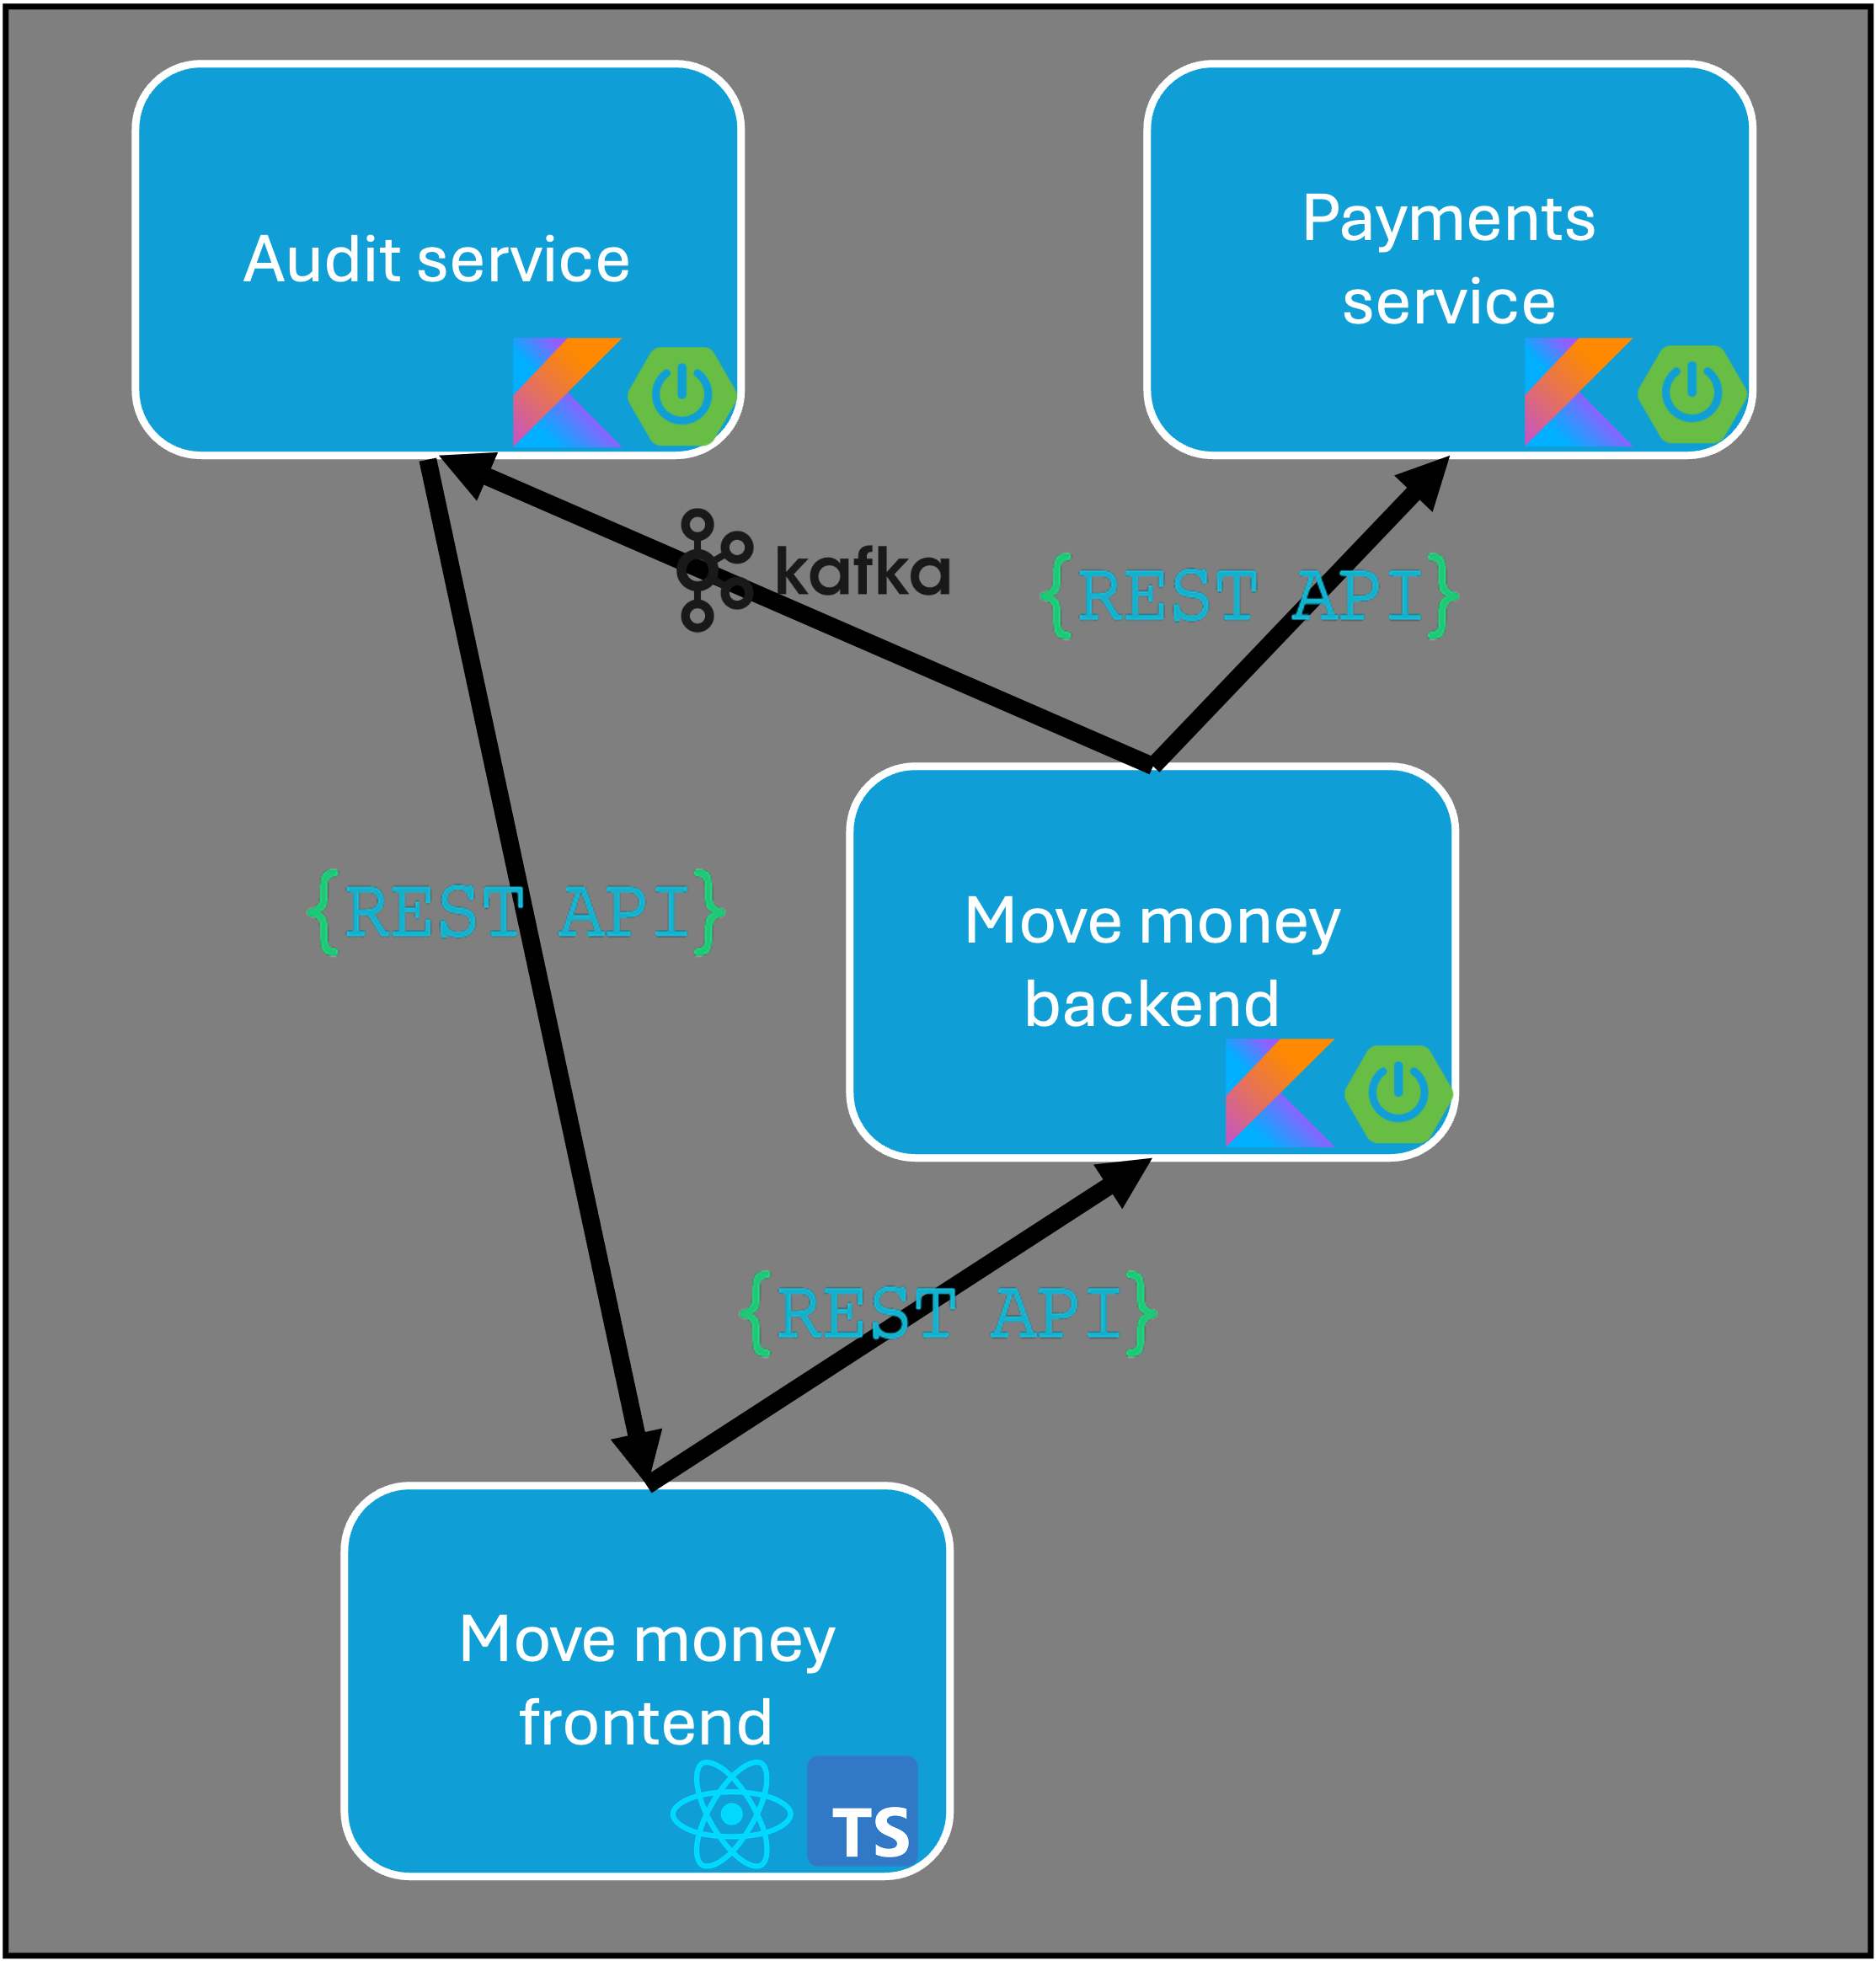 Audit service
Payments
service
kafka
{REST API}
{REST API}
Move money
backend
{REST API}
Move money
frontend
TS